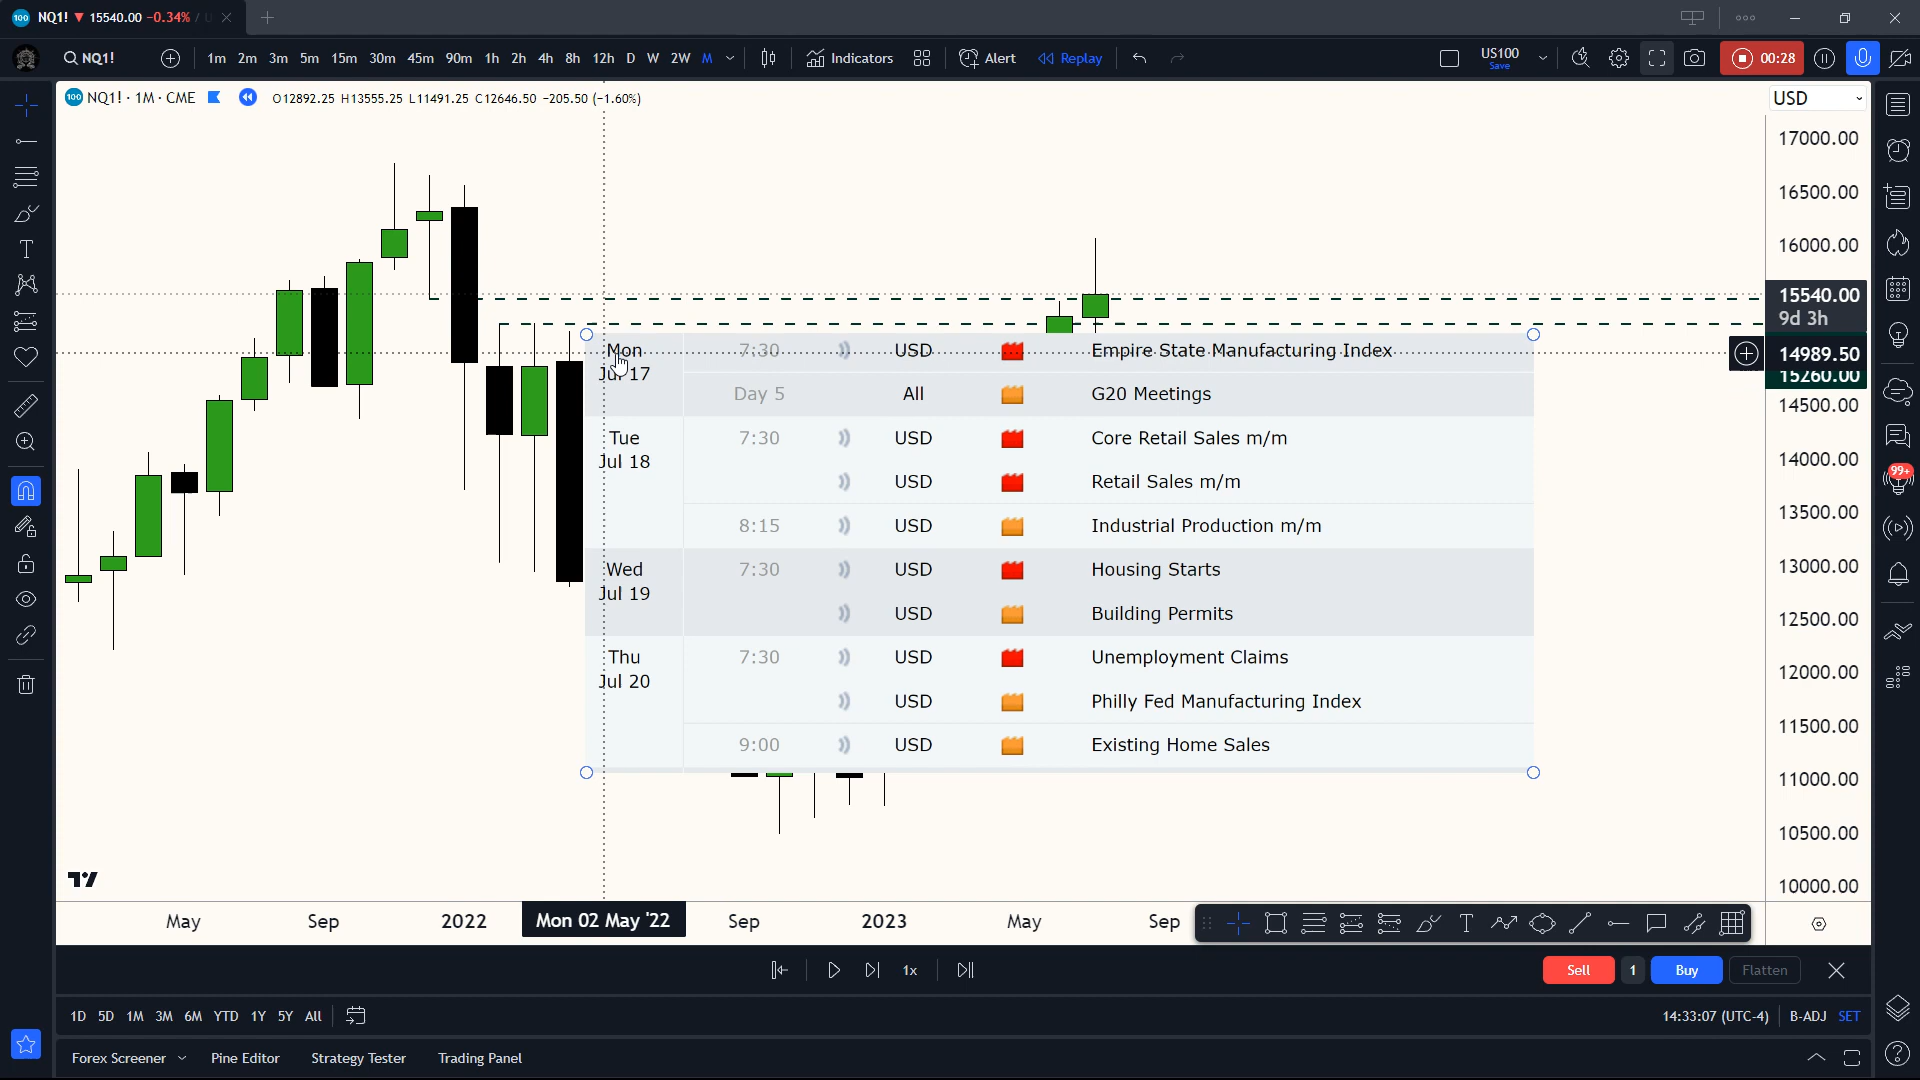 100 NQ1! ▼ 15540.00 −0.34% / U
NQ1! 1m 2m 3m 5m 15m 30m 45m 90m 1h 2h 4h 8h 12h D W 2W M Indicators Alert Replay US100 00:28
Save
100 NQ1! · 1M · CME O12892.25 H13555.25 L11491.25 C12646.50 −205.50 (−1.60%) USD
17000.00
16500.00
16000.00
15540.00
9d 3h
14989.50
15260.00
14500.00
14000.00
13500.00
13000.00
12500.00
12000.00
11500.00
11000.00
10500.00
10000.00
99+
Mon 7:30 USD Empire State Manufacturing Index
Jul 17
Day 5 All G20 Meetings
Tue 7:30 USD Core Retail Sales m/m
Jul 18
USD Retail Sales m/m
8:15 USD Industrial Production m/m
Wed 7:30 USD Housing Starts
Jul 19
USD Building Permits
Thu 7:30 USD Unemployment Claims
Jul 20
USD Philly Fed Manufacturing Index
9:00 USD Existing Home Sales
May Sep 2022 Mon 02 May '22 Sep 2023 May Sep
1x Sell 1 Buy Flatten
1D 5D 1M 3M 6M YTD 1Y 5Y All 14:33:07 (UTC-4) B-ADJ SET
Forex Screener Pine Editor Strategy Tester Trading Panel